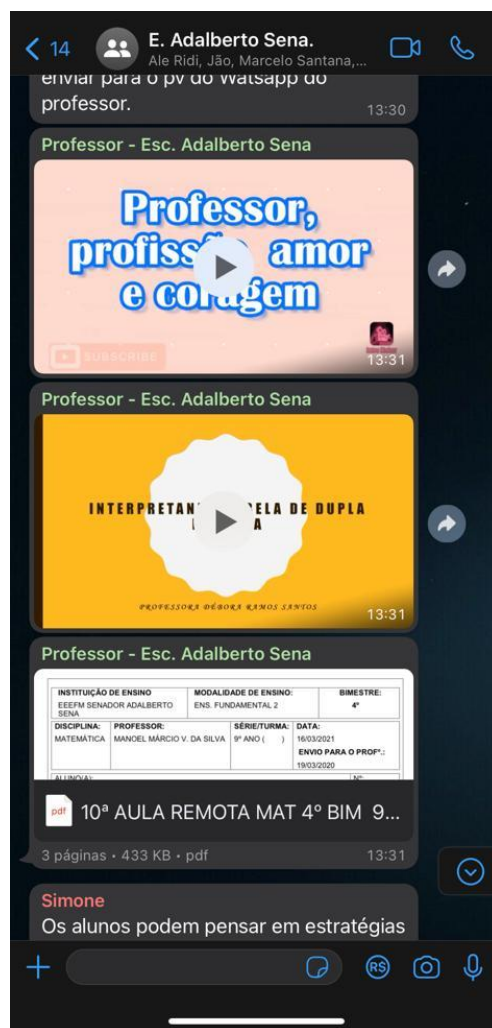 14
E. Adalberto Sena.
Ale Ridi, Jão, Marcelo Santana,...
enviar para o pv do Watsapp do
professor.
13:30
Professor - Esc. Adalberto Sena
Professor,
amor
e coragem
SUBSCRIBE
13:31
Professor - Esc. Adalberto Sena
DE DUPLA
PROFESSORA DÉBORA RAMOS SANTOS
13:31
Professor - Esc. Adalberto Sena
INSTITUIÇÃO DE ENSINO MODALIDADE DE ENSINO: BIMESTRE:
EEEFM SENADOR ADALBERTO ENS. FUNDAMENTAL 2 4º
SENA
DISCIPLINA: PROFESSOR: SÉRIE/TURMA: DATA:
MATEMÁTICA MANOEL MÁRCIO V. DA SILVA 9º ANO ( ) 16/03/2021
ENVIO PARA O PROFº.:
19/03/2020
ALUNO(A): Nº:
pdf
10ª AULA REMOTA MAT 4º BIM 9...
3 páginas • 433 KB • pdf
13:31
Simone
Os alunos podem pensar em estratégias
R$